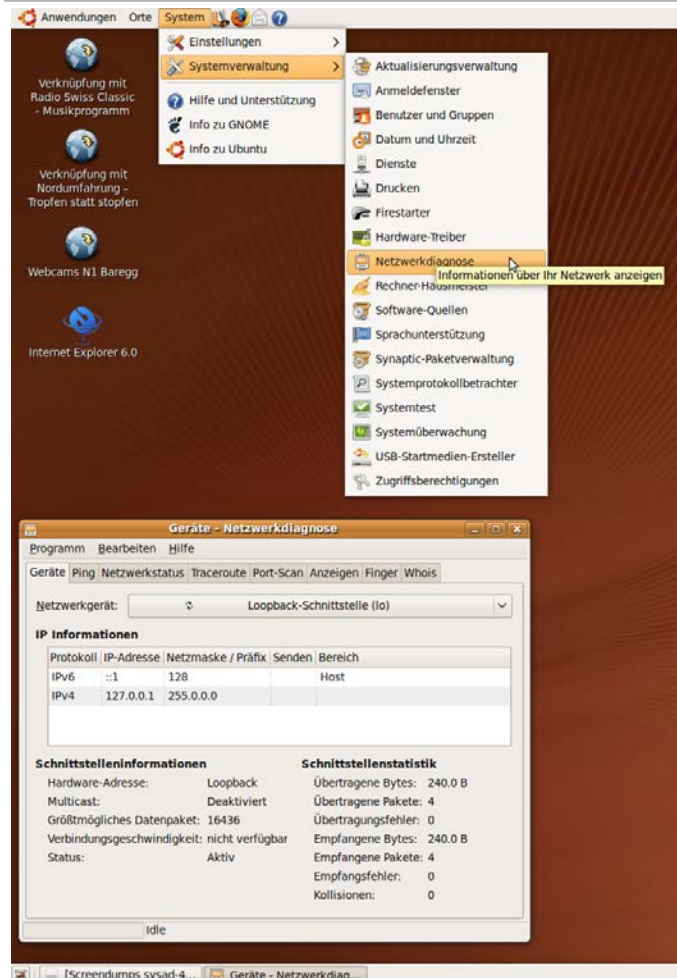 Anwendungen Orte System
Einstellungen
Systemverwaltung
Hilfe und Unterstützung
Info zu GNOME
Info zu Ubuntu
Aktualisierungsverwaltung
Anmeldefenster
Benutzer und Gruppen
Datum und Uhrzeit
Dienste
Drucken
Firestarter
Hardware-Treiber
Netzwerkdiagnose
Informationen über Ihr Netzwerk anzeigen
Rechner-Hausmeister
Software-Quellen
Sprachunterstützung
Synaptic-Paketverwaltung
Systemprotokollbetrachter
Systemtest
Systemüberwachung
USB-Startmedien-Ersteller
Zugriffsberechtigungen
Verknüpfung mit
Radio Swiss Classic
- Musikprogramm
Verknüpfung mit
Nordumfahrung -
Tropfen statt stopfen
Webcams N1 Baregg
Internet Explorer 6.0
Geräte - Netzwerkdiagnose
Programm Bearbeiten Hilfe
Geräte Ping Netzwerkstatus Traceroute Port-Scan Anzeigen Finger Whois
Netzwerkgerät: Loopback-Schnittstelle (lo)
IP Informationen
Protokoll IP-Adresse Netzmaske / Präfix Senden Bereich
IPv6 ::1 128 Host
IPv4 127.0.0.1 255.0.0.0
Schnittstelleninformationen
Hardware-Adresse: Loopback
Multicast: Deaktiviert
Größtmögliches Datenpaket: 16436
Verbindungsgeschwindigkeit: nicht verfügbar
Status: Aktiv
Schnittstellenstatistik
Übertragene Bytes: 240.0 B
Übertragene Pakete: 4
Übertragungsfehler: 0
Empfangene Bytes: 240.0 B
Empfangene Pakete: 4
Empfangsfehler: 0
Kollisionen: 0
Idle
[Screendumps sysad-4... Geräte - Netzwerkdiag...